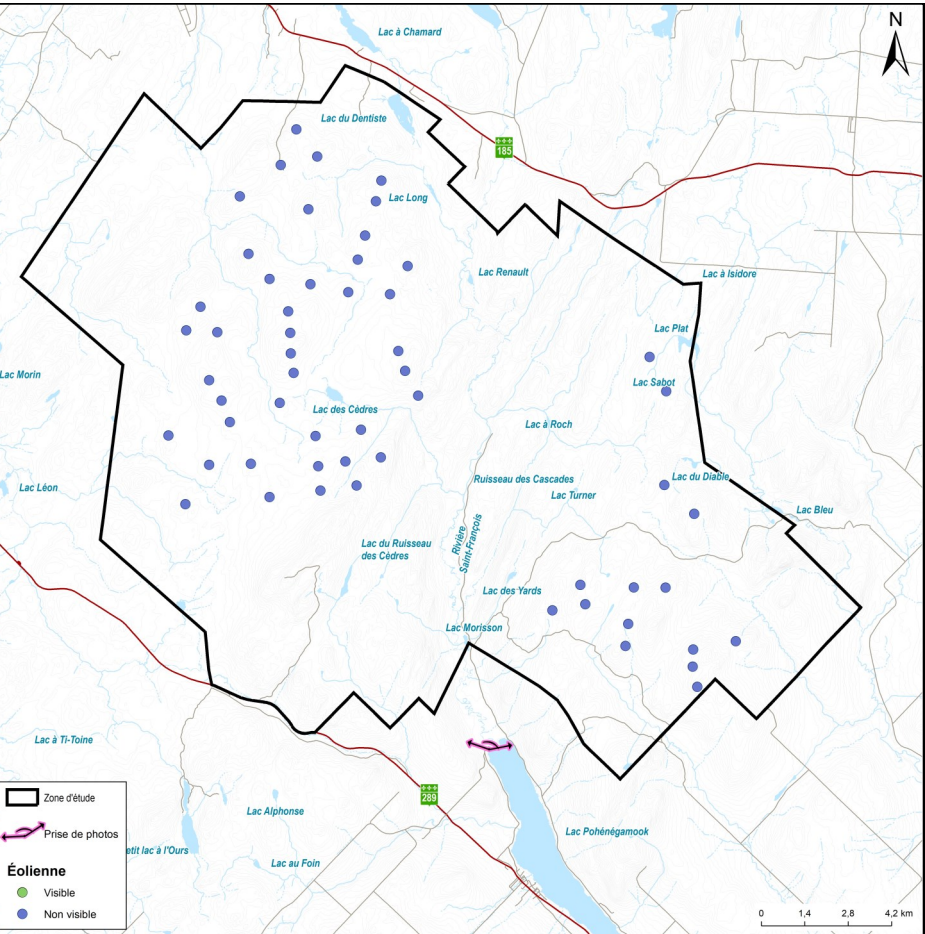 Lac à Chamard
N
Lac du Dentiste
185
Lac Long
Lac Renault
Lac à Isidore
Lac Plat
Lac Morin
Lac Sabot
Lac des Cèdres
Lac à Roch
Ruisseau des Cascades
Lac du Diable
Lac Léon
Lac Turner
Lac Bleu
Rivière
Saint-François
Lac du Ruisseau
des Cèdres
Lac des Yards
Lac Morisson
Lac à Ti-Toine
289
Zone d'étude
Lac Alphonse
Prise de photos
Lac Pohénégamook
etit lac à l'Ours
Lac au Foin
Éolienne
Visible
Non visible
0 1,4 2,8 4,2 km